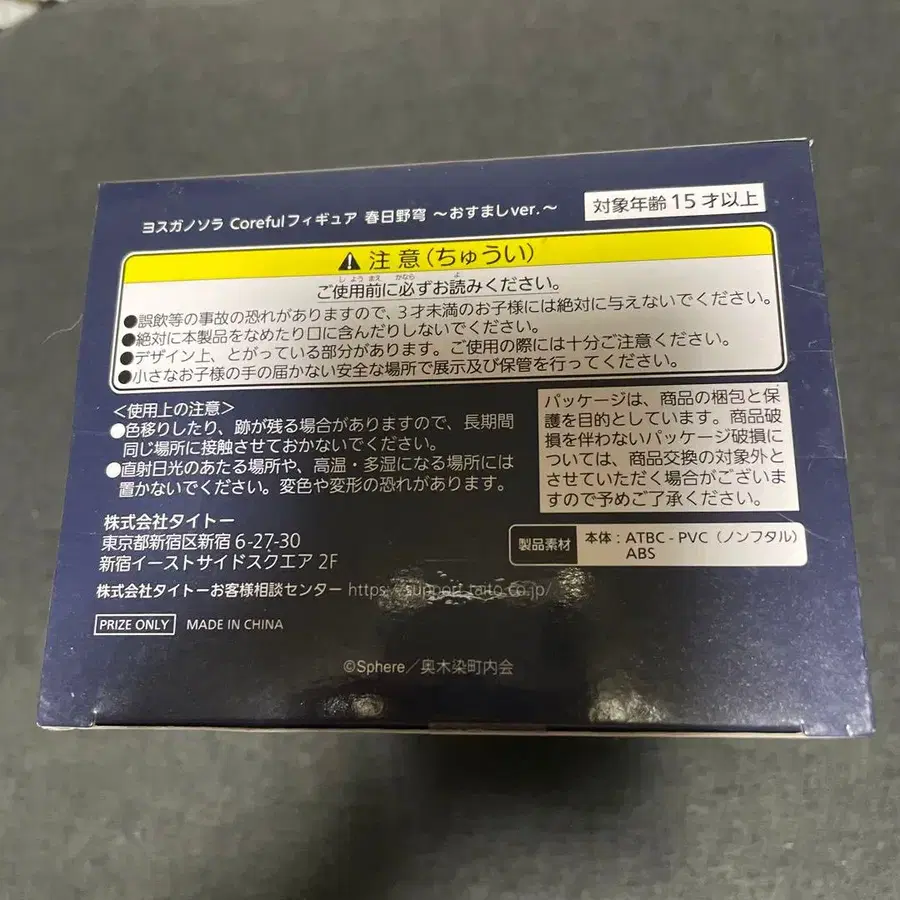 ヨスガノソラ Corefulフィギュア 春日野穹 ～おすましver.～
対象年齢15才以上
注意(ちゅうい)
ご使用前に必ずお読みください。
しようまえ かなら よ
●誤飲等の事故の恐れがありますので、3才未満のお子様には絶対に与えないでください。
●絶対に本製品をなめたり口に含んだりしないでください。
●デザイン上、とがっている部分があります。ご使用の際には十分ご注意ください。
●小さなお子様の手の届かない安全な場所で展示及び保管を行ってください。
＜使用上の注意＞
●色移りしたり、跡が残る場合がありますので、長期間
同じ場所に接触させておかないでください。
●直射日光のあたる場所や、高温・多湿になる場所には
置かないでください。変色や変形の恐れがあります。
パッケージは、商品の梱包と保
護を目的としています。商品破
損を伴わないパッケージ破損に
ついては、商品交換の対象外と
させていただく場合がございま
すので予めご了承ください。
株式会社タイトー
東京都新宿区新宿 6-27-30
新宿イーストサイドスクエア 2F
製品素材
本体：ATBC-PVC（ノンフタル）
ABS
株式会社タイトーお客様相談センター https://support.taito.co.jp/
PRIZE ONLY MADE IN CHINA
©Sphere／奥木染町内会